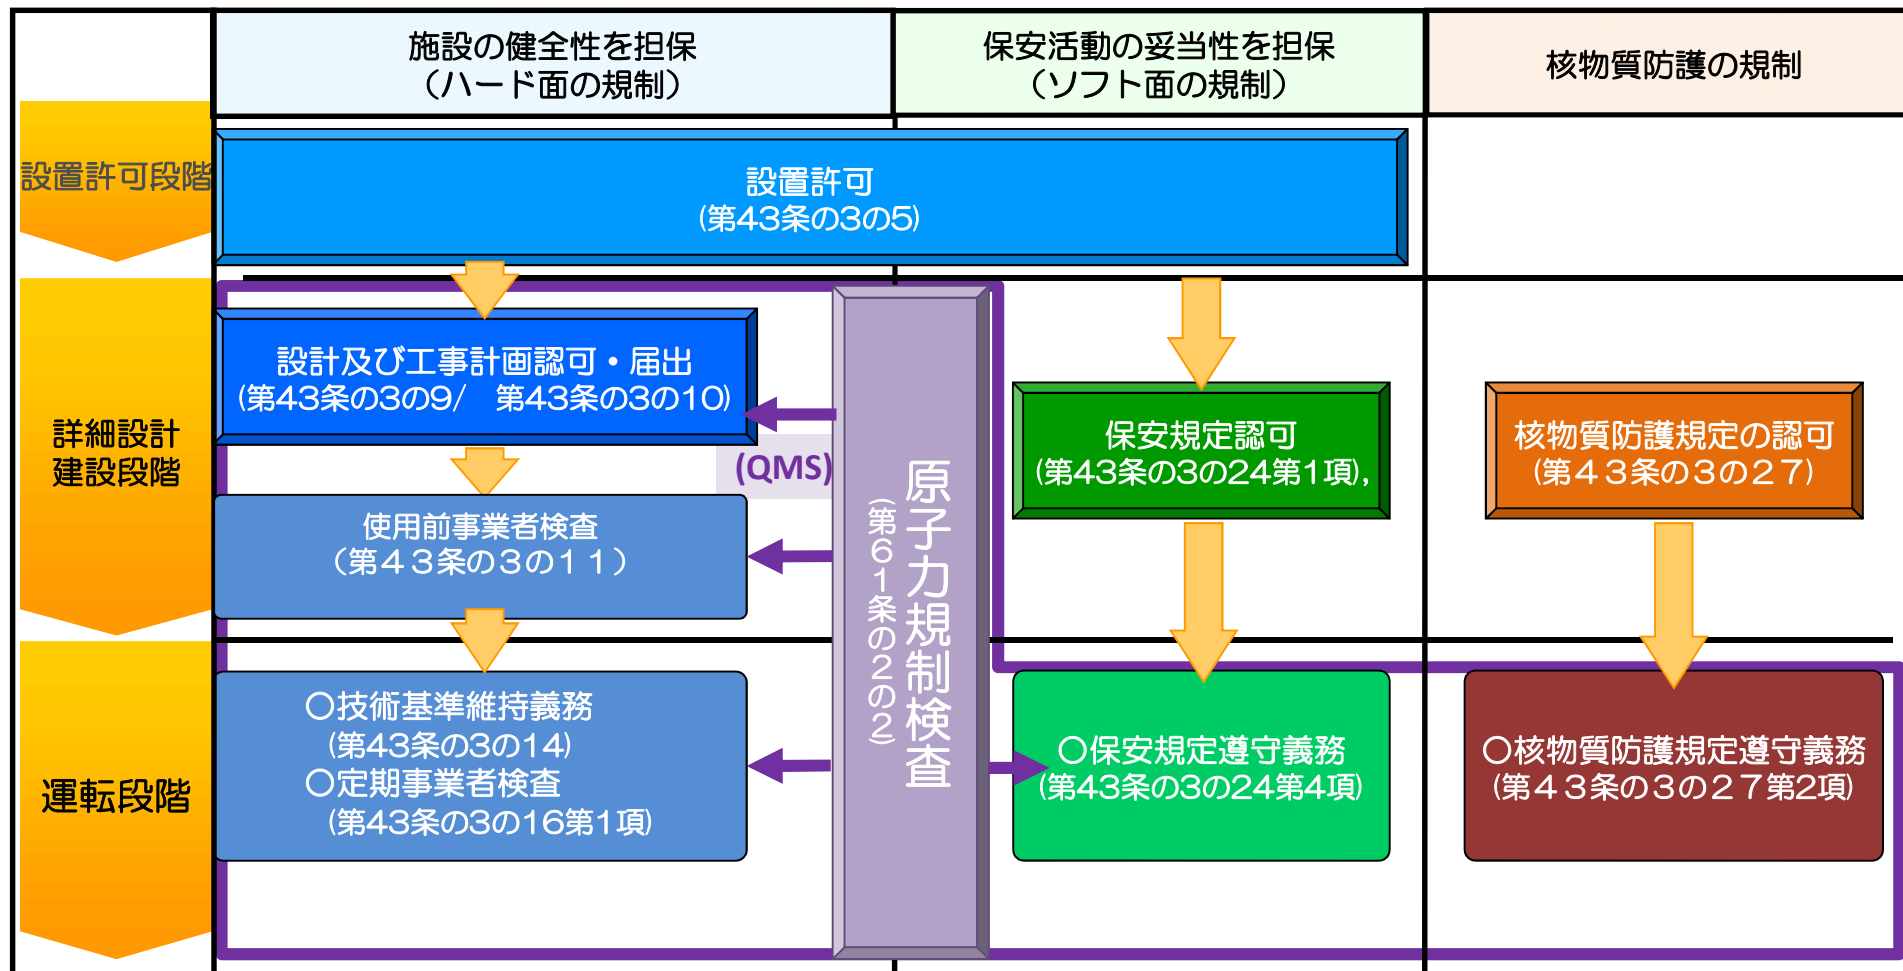 施設の健全性を担保
（ハード面の規制）
保安活動の妥当性を担保
（ソフト面の規制）
核物質防護の規制
設置許可段階
設置許可
(第43条の3の5)
詳細設計
建設段階
設計及び工事計画認可・届出
(第43条の3の9/　第43条の3の10)
(QMS)
使用前事業者検査
（第４３条の３の１１）
原子力規制検査
(第６１条の２の２)
保安規定認可
(第43条の3の24第1項),
核物質防護規定の認可
(第４３条の３の２７)
運転段階
〇技術基準維持義務
(第43条の3の14)
〇定期事業者検査
(第43条の3の16第1項)
〇保安規定遵守義務
(第43条の3の24第4項)
〇核物質防護規定遵守義務
(第４３条の３の２７第2項)